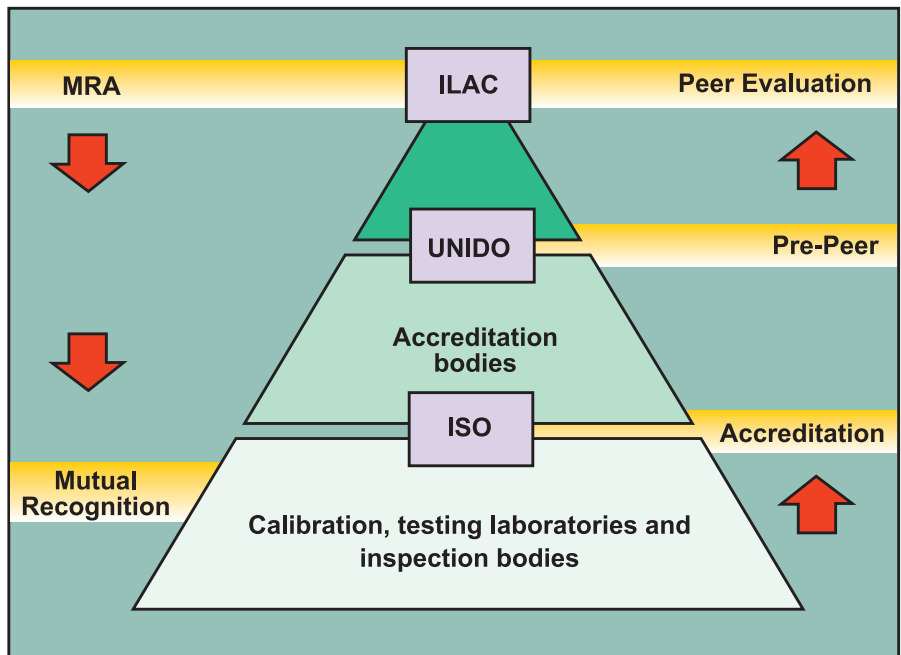 MRA
ILAC
Peer Evaluation
UNIDO
Pre-Peer
Accreditation
bodies
ISO
Accreditation
Mutual
Recognition
Calibration, testing laboratories and
inspection bodies